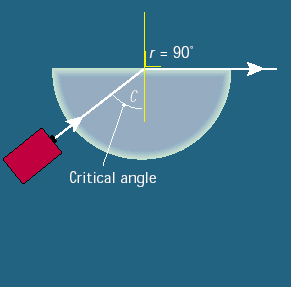 r = 90°
C
Critical angle